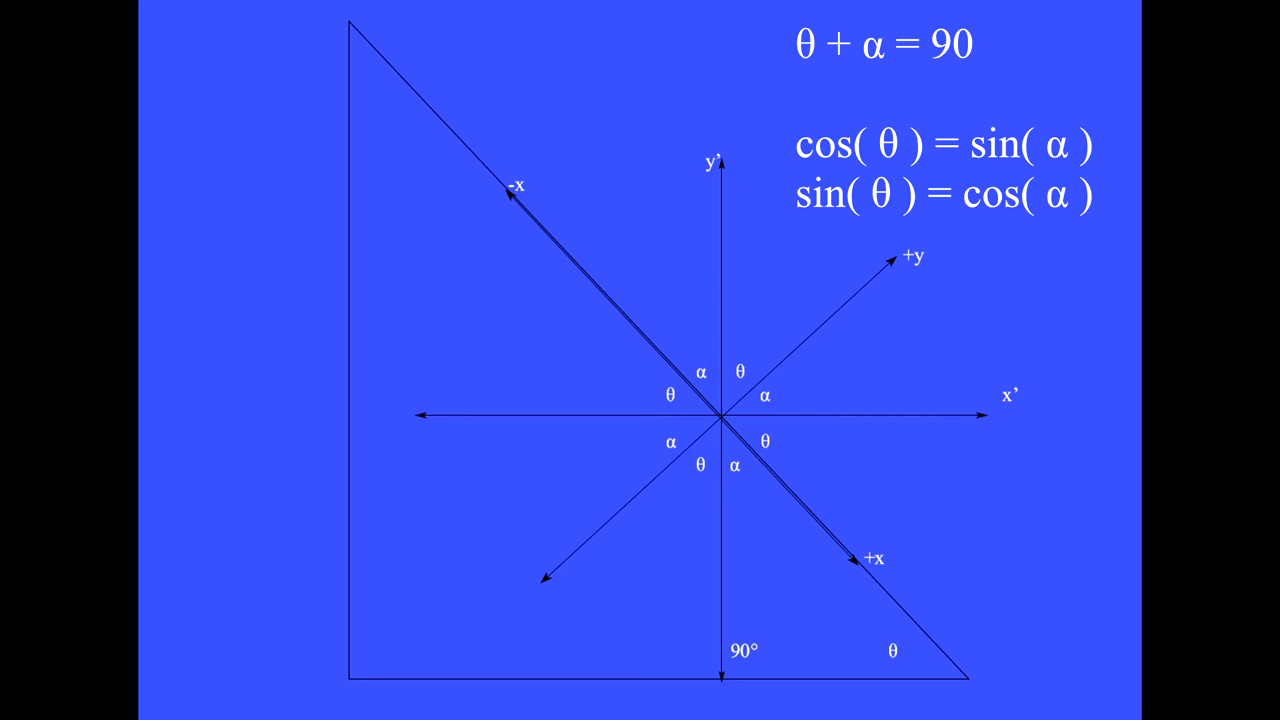 θ + α = 90
cos( θ ) = sin( α )
sin( θ ) = cos( α )
y’
-x
+y
α θ
θ α
x’
α θ
θ α
+x
90° θ